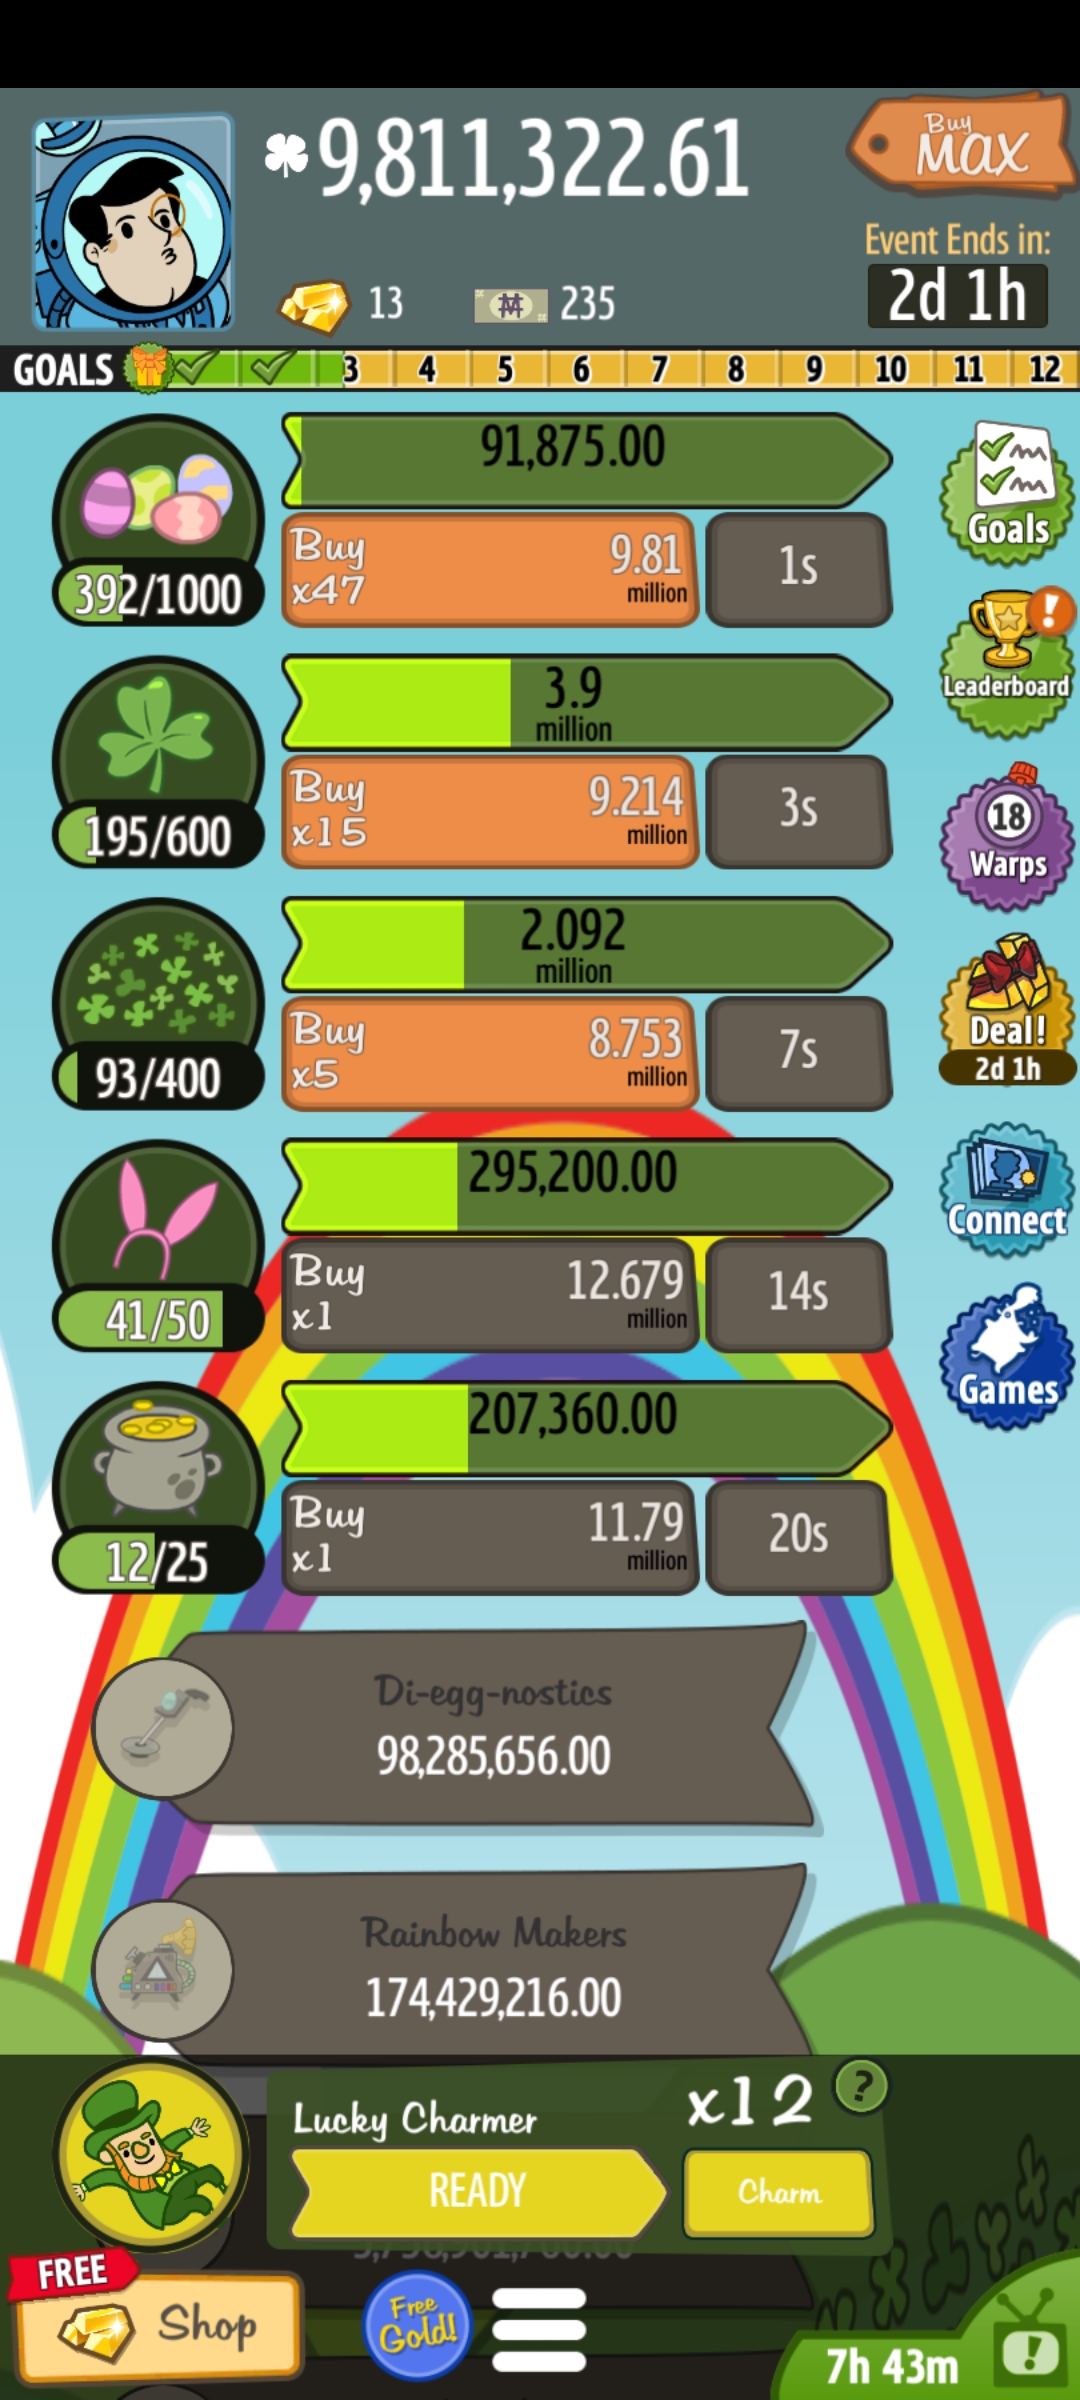 9,811,322.61
Buy
MAX
13
235
Event Ends in:
2d 1h
GOALS 3 4 5 6 7 8 9 10 11 12
91,875.00
Buy
x47
9.81
million
1s
392/1000
Goals
3.9
million
Buy
x15
9.214
million
3s
195/600
!
Leaderboard
2.092
million
Buy
x5
8.753
million
7s
93/400
18
Warps
Deal!
2d 1h
295,200.00
Buy
x1
12.679
million
14s
41/50
Connect
207,360.00
Buy
x1
11.79
million
20s
12/25
Games
Di-egg-nostics
98,285,656.00
Rainbow Makers
174,429,216.00
Lucky Charmer
x12
?
READY
Charm
FREE
Shop
Free
Gold!
7h 43m
!